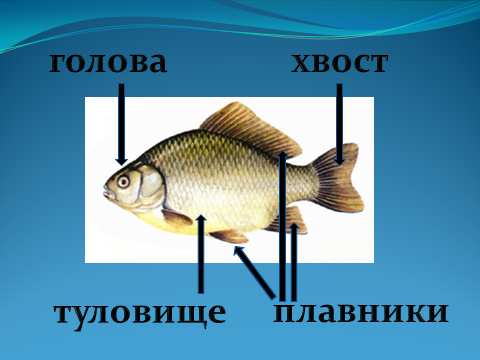 голова
хвост
туловище
плавники